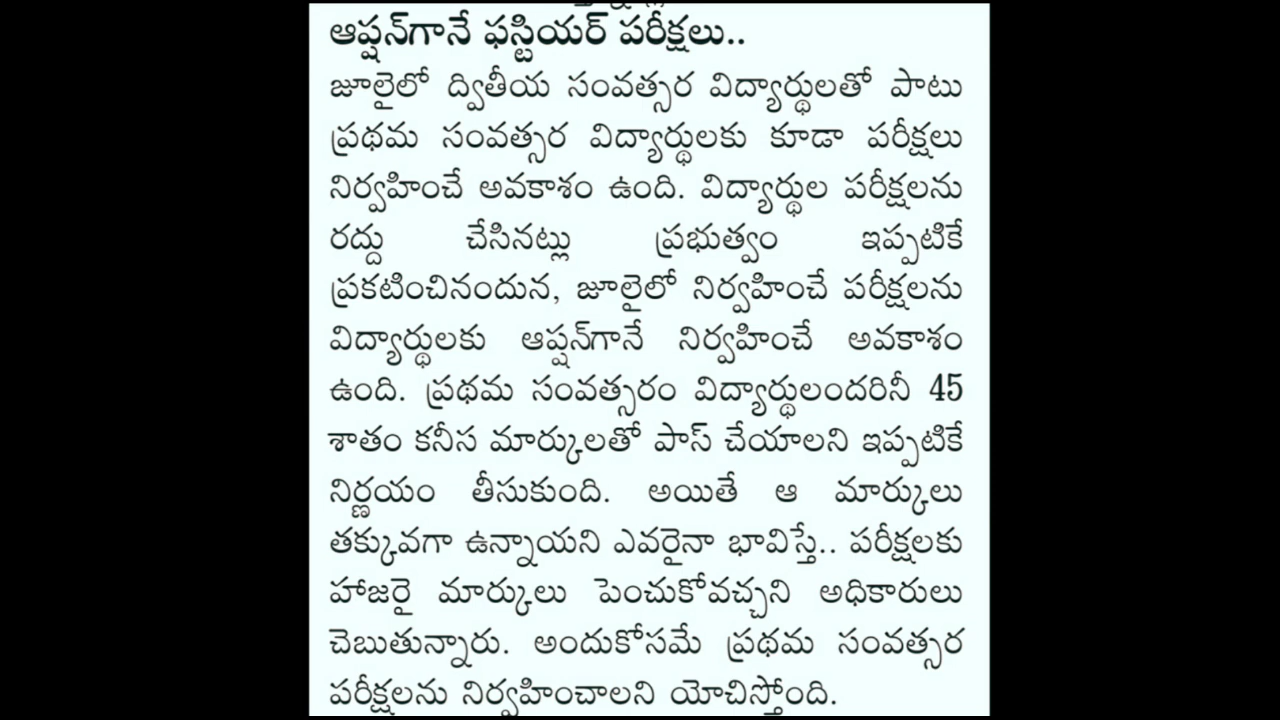 ఆప్షన్‌గానే ఫస్టియర్ పరీక్షలు..
జూలైలో ద్వితీయ సంవత్సర విద్యార్థులతో పాటు
ప్రథమ సంవత్సర విద్యార్థులకు కూడా పరీక్షలు
నిర్వహించే అవకాశం ఉంది. విద్యార్థుల పరీక్షలను
రద్దు చేసినట్లు ప్రభుత్వం ఇప్పటికే
ప్రకటించినందున, జూలైలో నిర్వహించే పరీక్షలను
విద్యార్థులకు ఆప్షన్‌గానే నిర్వహించే అవకాశం
ఉంది. ప్రథమ సంవత్సరం విద్యార్థులందరినీ 45
శాతం కనీస మార్కులతో పాస్ చేయాలని ఇప్పటికే
నిర్ణయం తీసుకుంది. అయితే ఆ మార్కులు
తక్కువగా ఉన్నాయని ఎవరైనా భావిస్తే.. పరీక్షలకు
హాజరై మార్కులు పెంచుకోవచ్చని అధికారులు
చెబుతున్నారు. అందుకోసమే ప్రథమ సంవత్సర
పరీక్షలను నిర్వహించాలని యోచిస్తోంది.